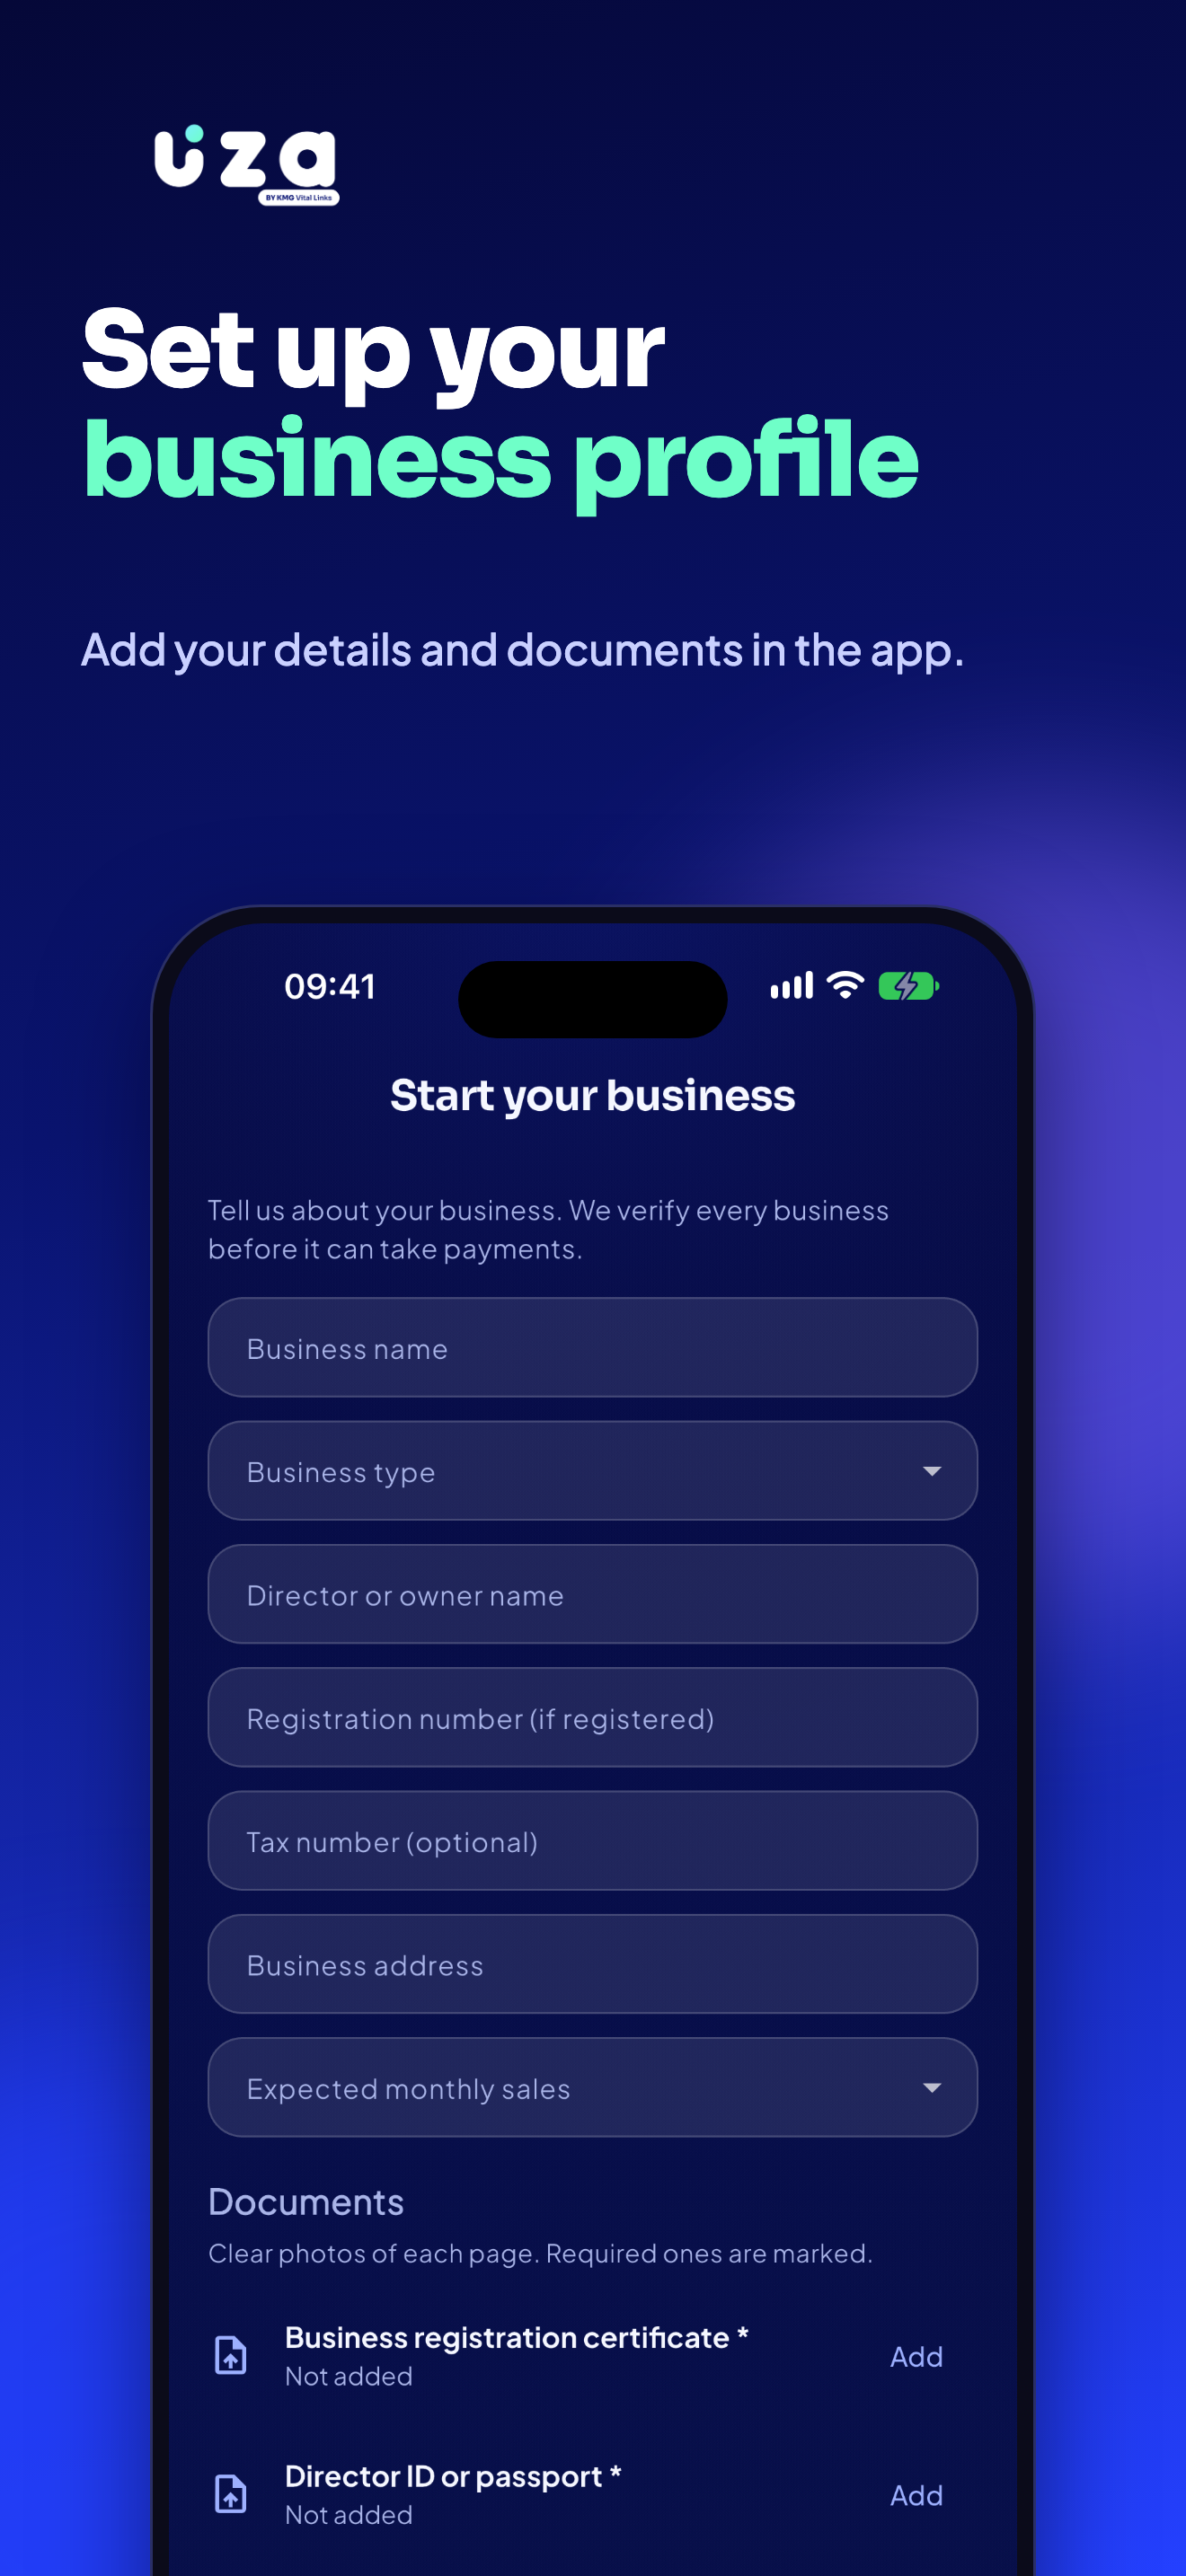 uza
BY KMG Vital Links
Set up your
business profile
Add your details and documents in the app.
09:41
Start your business
Tell us about your business. We verify every business
before it can take payments.
Business name
Business type
Director or owner name
Registration number (if registered)
Tax number (optional)
Business address
Expected monthly sales
Documents
Clear photos of each page. Required ones are marked.
Business registration certificate *
Not added
Add
Director ID or passport *
Not added
Add